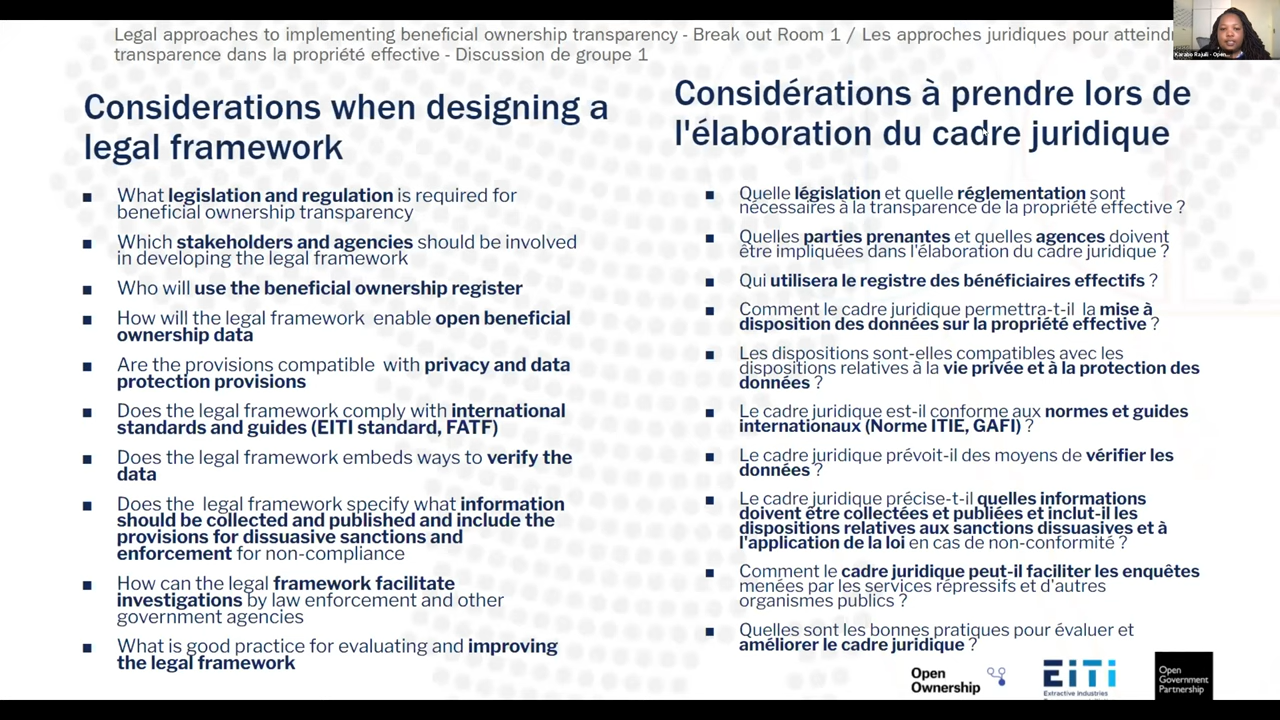 Legal approaches to implementing beneficial ownership transparency - Break out Room 1 / Les approches juridiques pour atteindr
transparence dans la propriété effective - Discussion de groupe 1
Considerations when designing a
legal framework
■ What legislation and regulation is required for
beneficial ownership transparency
■ Which stakeholders and agencies should be involved
in developing the legal framework
■ Who will use the beneficial ownership register
■ How will the legal framework enable open beneficial
ownership data
■ Are the provisions compatible with privacy and data
protection provisions
■ Does the legal framework comply with international
standards and guides (EITI standard, FATF)
■ Does the legal framework embeds ways to verify the
data
■ Does the legal framework specify what information
should be collected and published and include the
provisions for dissuasive sanctions and
enforcement for non-compliance
■ How can the legal framework facilitate
investigations by law enforcement and other
government agencies
■ What is good practice for evaluating and improving
the legal framework
Considérations à prendre lors de
l'élaboration du cadre juridique
■ Quelle législation et quelle réglementation sont
nécessaires à la transparence de la propriété effective ?
■ Quelles parties prenantes et quelles agences doivent
être impliquées dans l'élaboration du cadre juridique ?
■ Qui utilisera le registre des bénéficiaires effectifs ?
■ Comment le cadre juridique permettra-t-il la mise à
disposition des données sur la propriété effective ?
■ Les dispositions sont-elles compatibles avec les
dispositions relatives à la vie privée et à la protection des
données ?
■ Le cadre juridique est-il conforme aux normes et guides
internationaux (Norme ITIE, GAFI) ?
■ Le cadre juridique prévoit-il des moyens de vérifier les
données ?
■ Le cadre juridique précise-t-il quelles informations
doivent être collectées et publiées et inclut-il les
dispositions relatives aux sanctions dissuasives et à
l'application de la loi en cas de non-conformité ?
■ Comment le cadre juridique peut-il faciliter les enquêtes
menées par les services répressifs et d'autres
organismes publics ?
■ Quelles sont les bonnes pratiques pour évaluer et
améliorer le cadre juridique ?
Open
Ownership
EITI
Extractive Industries
Open
Government
Partnership